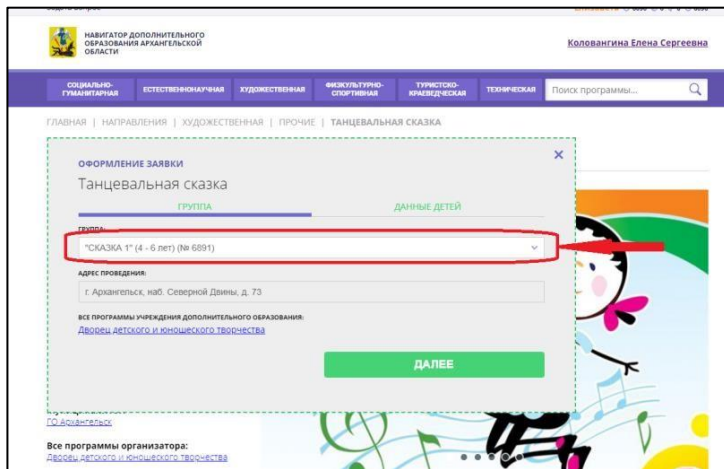 Задать вопрос
НАВИГАТОР ДОПОЛНИТЕЛЬНОГО
ОБРАЗОВАНИЯ АРХАНГЕЛЬСКОЙ
ОБЛАСТИ
Коловангина Елена Сергеевна
СОЦИАЛЬНО-
ГУМАНИТАРНАЯ
ЕСТЕСТВЕННОНАУЧНАЯ
ХУДОЖЕСТВЕННАЯ
ФИЗКУЛЬТУРНО-
СПОРТИВНАЯ
ТУРИСТСКО-
КРАЕВЕДЧЕСКАЯ
ТЕХНИЧЕСКАЯ
Поиск программы...
ГЛАВНАЯ | НАПРАВЛЕНИЯ | ХУДОЖЕСТВЕННАЯ | ПРОЧИЕ | ТАНЦЕВАЛЬНАЯ СКАЗКА
ОФОРМЛЕНИЕ ЗАЯВКИ
Танцевальная сказка
ГРУППА
ДАННЫЕ ДЕТЕЙ
ГРУППА:
"СКАЗКА 1" (4 - 6 лет) (№ 6891)
АДРЕС ПРОВЕДЕНИЯ:
г. Архангельск, наб. Северной Двины, д. 73
ВСЕ ПРОГРАММЫ УЧРЕЖДЕНИЯ ДОПОЛНИТЕЛЬНОГО ОБРАЗОВАНИЯ:
Дворец детского и юношеского творчества
ДАЛЕЕ
ГО Архангельск
Все программы организатора:
Дворец детского и юношеского творчества